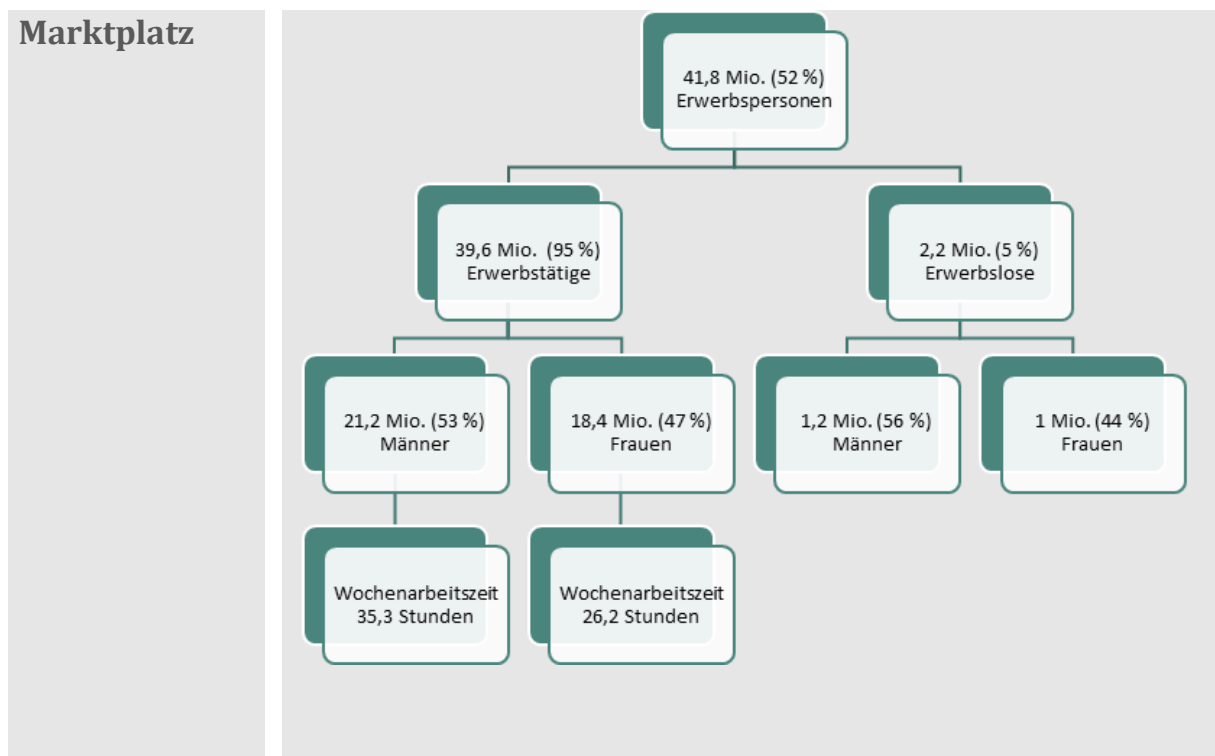 Marktplatz
41,8 Mio. (52 %)
Erwerbspersonen
39,6 Mio. (95 %)
Erwerbstätige
2,2 Mio. (5 %)
Erwerbslose
21,2 Mio. (53 %)
Männer
18,4 Mio. (47 %)
Frauen
1,2 Mio. (56 %)
Männer
1 Mio. (44 %)
Frauen
Wochenarbeitszeit
35,3 Stunden
Wochenarbeitszeit
26,2 Stunden